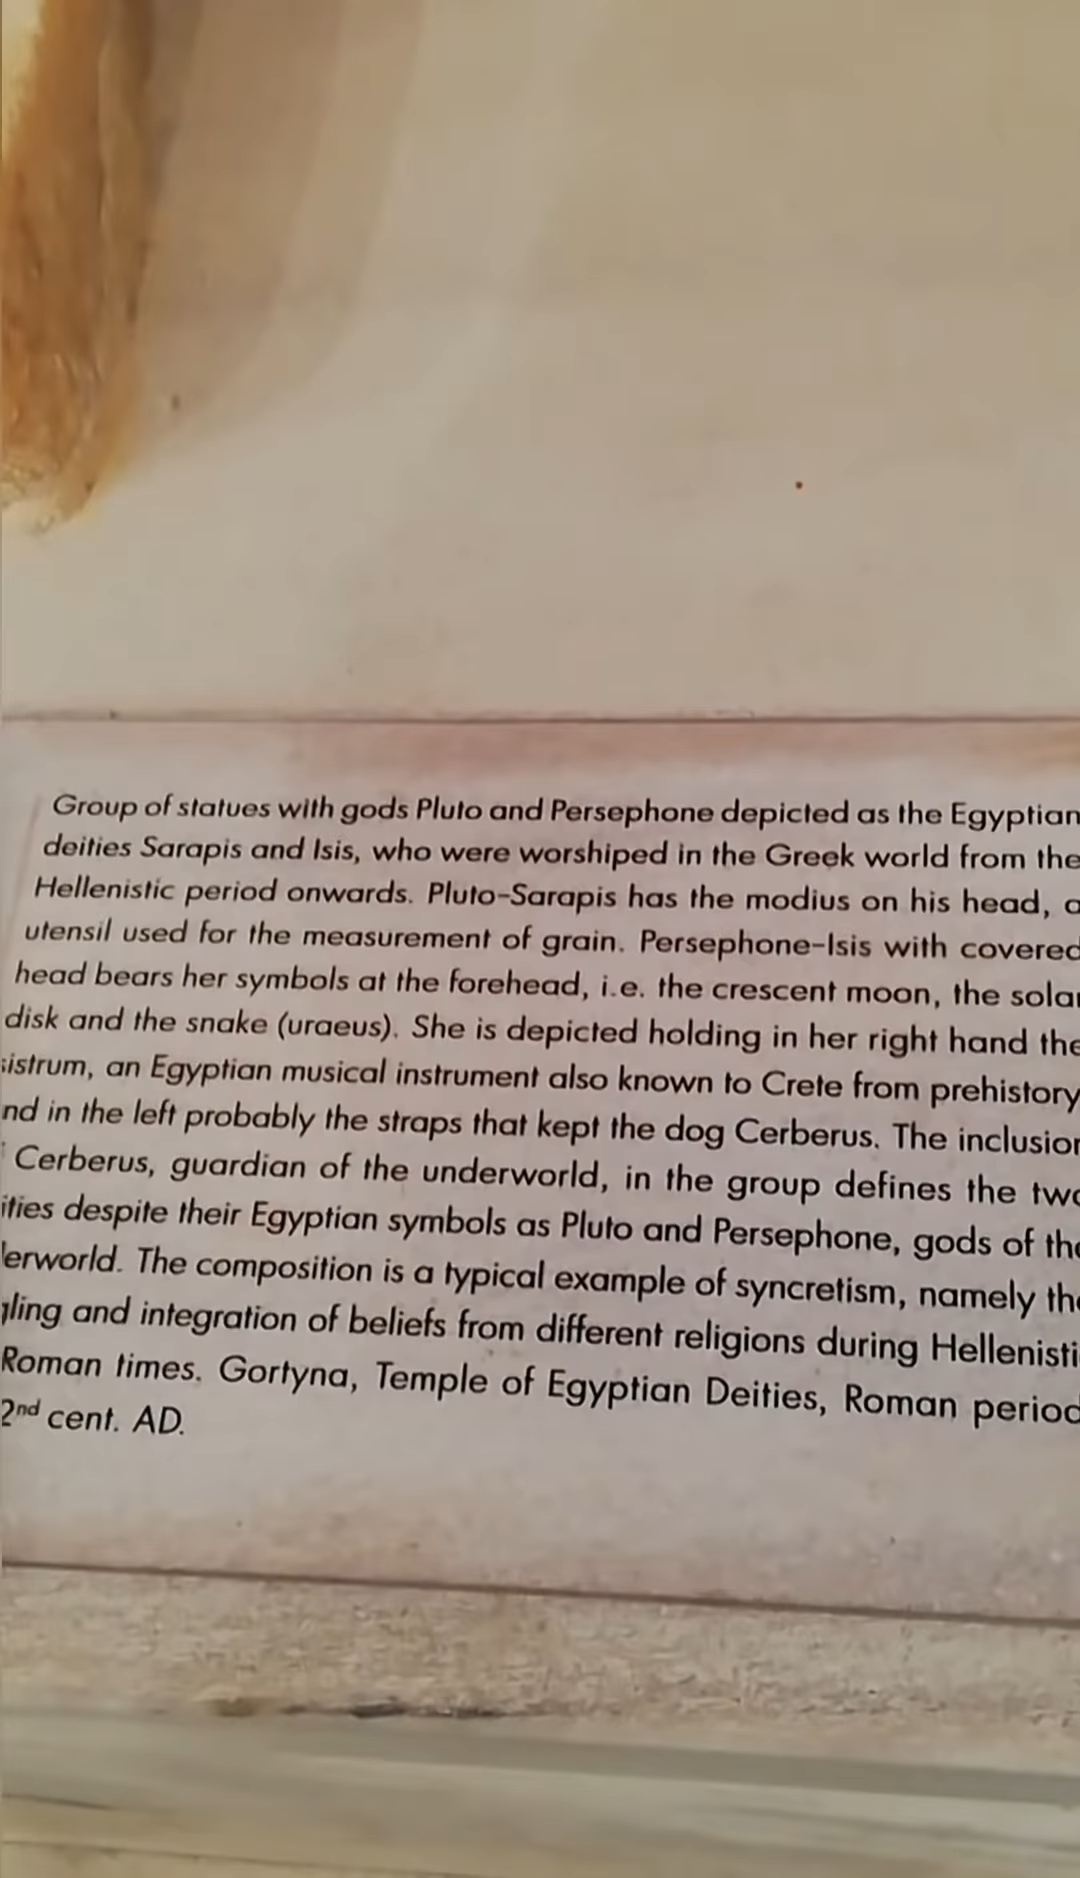 Group of statues with gods Pluto and Persephone depicted as the Egyptian
deities Sarapis and Isis, who were worshiped in the Greek world from the
Hellenistic period onwards. Pluto-Sarapis has the modius on his head, a
utensil used for the measurement of grain. Persephone-Isis with covered
head bears her symbols at the forehead, i.e. the crescent moon, the solar
disk and the snake (uraeus). She is depicted holding in her right hand the
sistrum, an Egyptian musical instrument also known to Crete from prehistory
nd in the left probably the straps that kept the dog Cerberus. The inclusion
Cerberus, guardian of the underworld, in the group defines the two
ities despite their Egyptian symbols as Pluto and Persephone, gods of the
erworld. The composition is a typical example of syncretism, namely the
ling and integration of beliefs from different religions during Hellenisti
Roman times. Gortyna, Temple of Egyptian Deities, Roman period
2nd cent. AD.